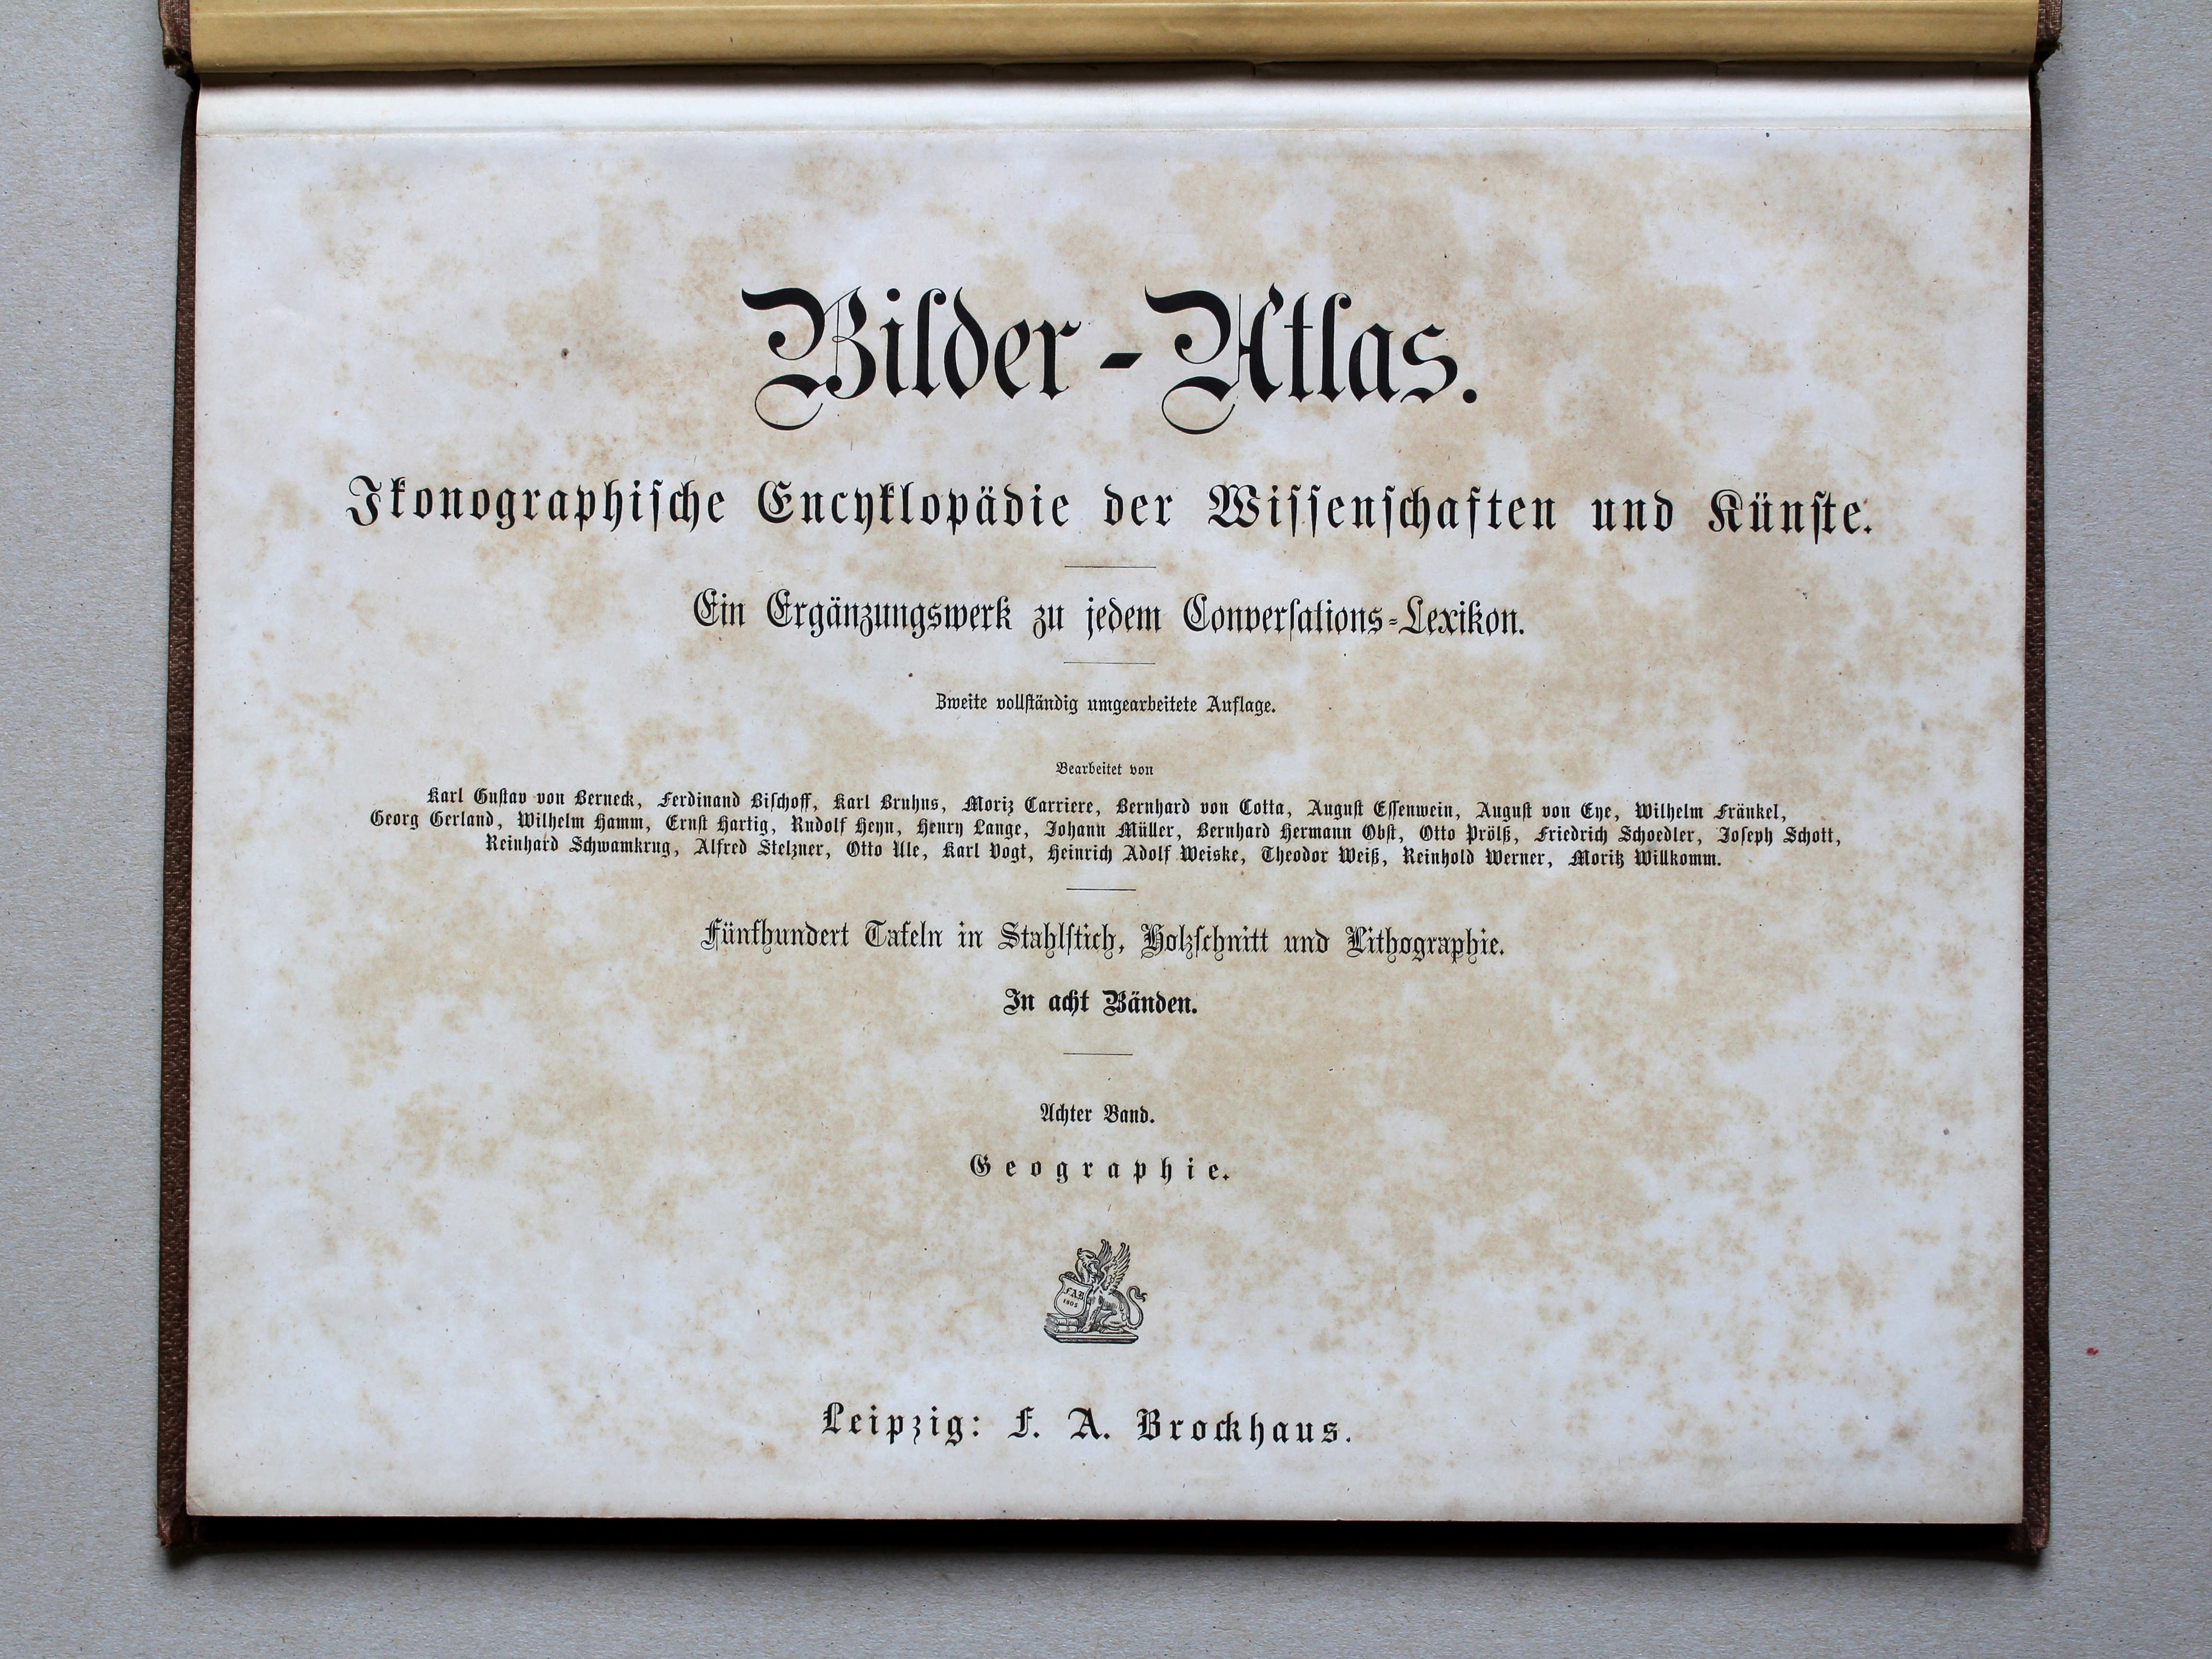 Bilder-Atlas.
Ikonographische Encyklopädie der Wissenschaften und Künste.
Ein Ergänzungswerk zu jedem Conversations-Lexikon.
Zweite vollständig umgearbeitete Auflage.
Bearbeitet von
Karl Gustav von Berneck, Ferdinand Bischoff, Karl Bruhns, Moriz Carriere, Bernhard von Cotta, August Essenwein, August von Eye, Wilhelm Fränkel,
Georg Gerland, Wilhelm Hamm, Ernst Hartig, Rudolf Heyn, Henry Lange, Johann Müller, Bernhard Hermann Obst, Otto Prölß, Friedrich Schoedler, Joseph Schott,
Reinhard Schwamkrug, Alfred Stelzner, Otto Ule, Karl Vogt, Heinrich Adolf Weiske, Theodor Weiß, Reinhold Werner, Moritz Willkomm.
Fünfhundert Tafeln in Stahlstich, Holzschnitt und Lithographie.
In acht Bänden.
Achter Band.
Geographie.
FAB
1805
Leipzig: F. A. Brockhaus.